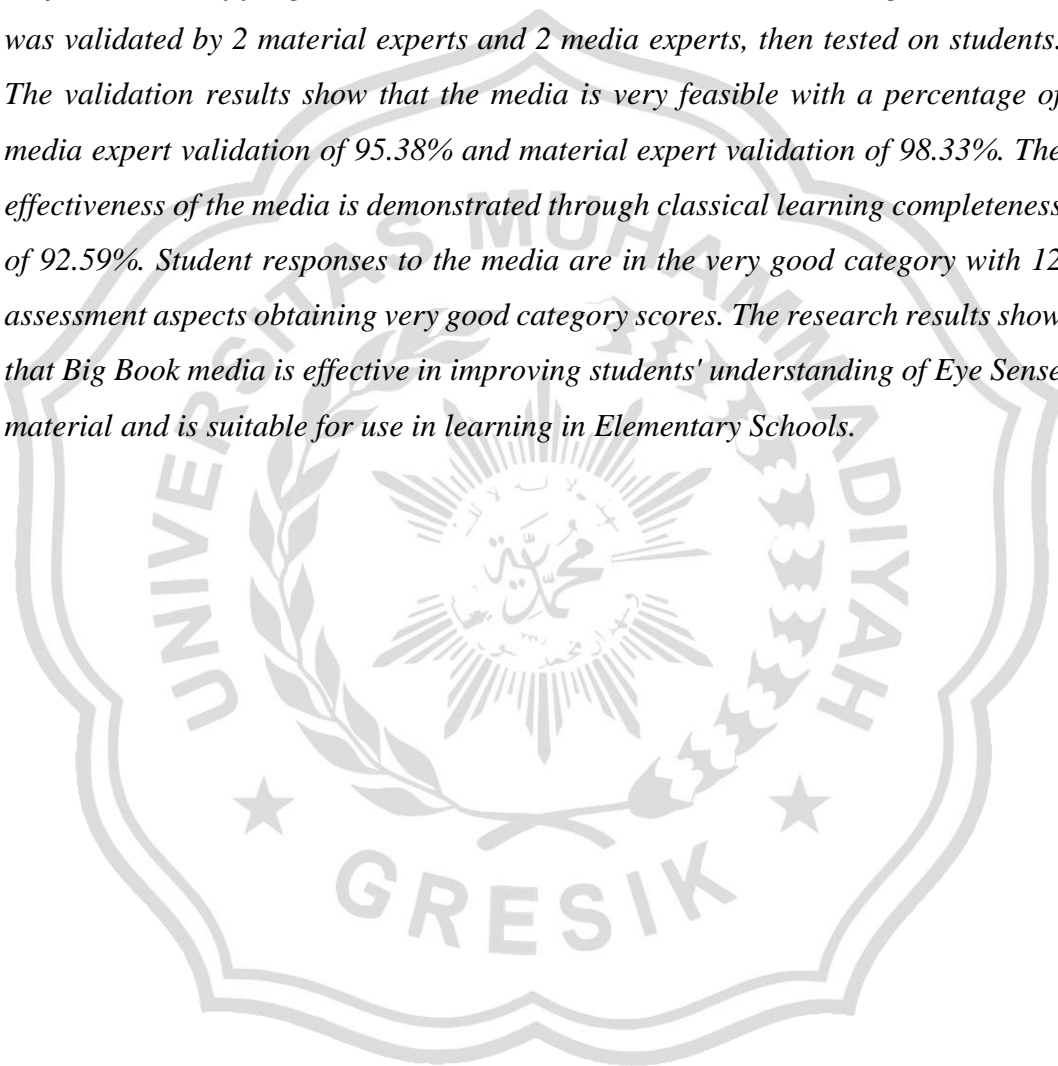 was validated by 2 material experts and 2 media experts, then tested on students.
The validation results show that the media is very feasible with a percentage of
media expert validation of 95.38% and material expert validation of 98.33%. The
effectiveness of the media is demonstrated through classical learning completeness
of 92.59%. Student responses to the media are in the very good category with 12
assessment aspects obtaining very good category scores. The research results show
that Big Book media is effective in improving students' understanding of Eye Sense
material and is suitable for use in learning in Elementary Schools.
UNIVERSITAS MUHAMMADIYAH
GRESIK